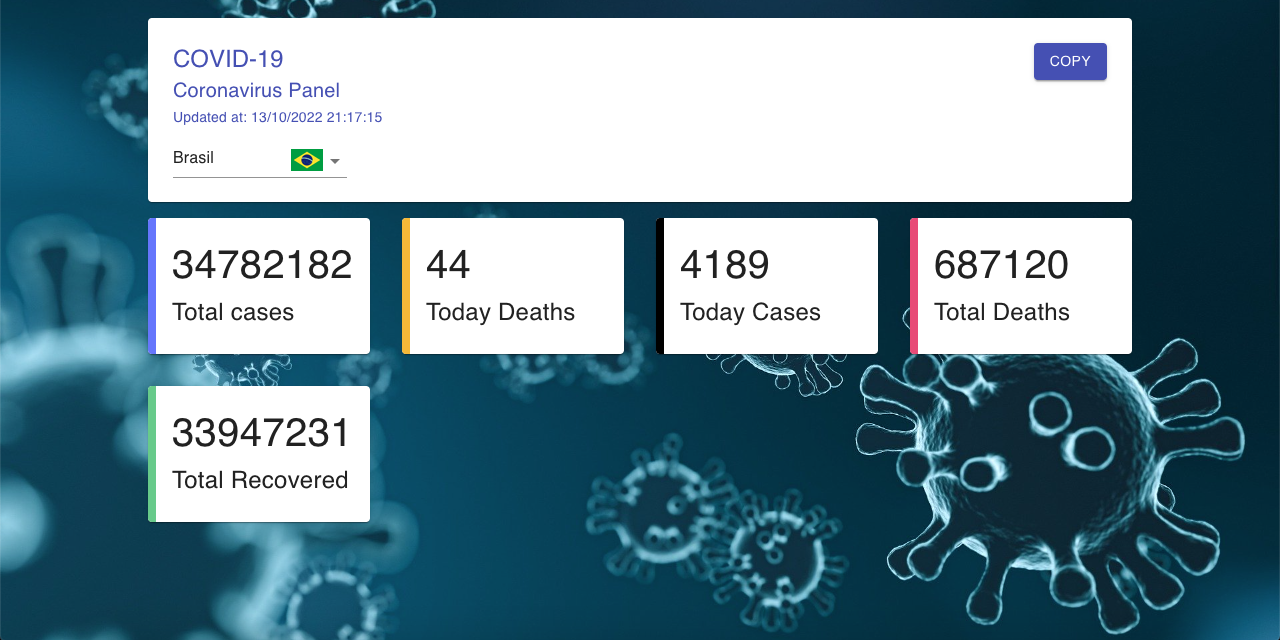 COVID-19
COPY
Coronavirus Panel
Updated at: 13/10/2022 21:17:15
Brasil
34782182
Total cases
44
Today Deaths
4189
Today Cases
687120
Total Deaths
33947231
Total Recovered